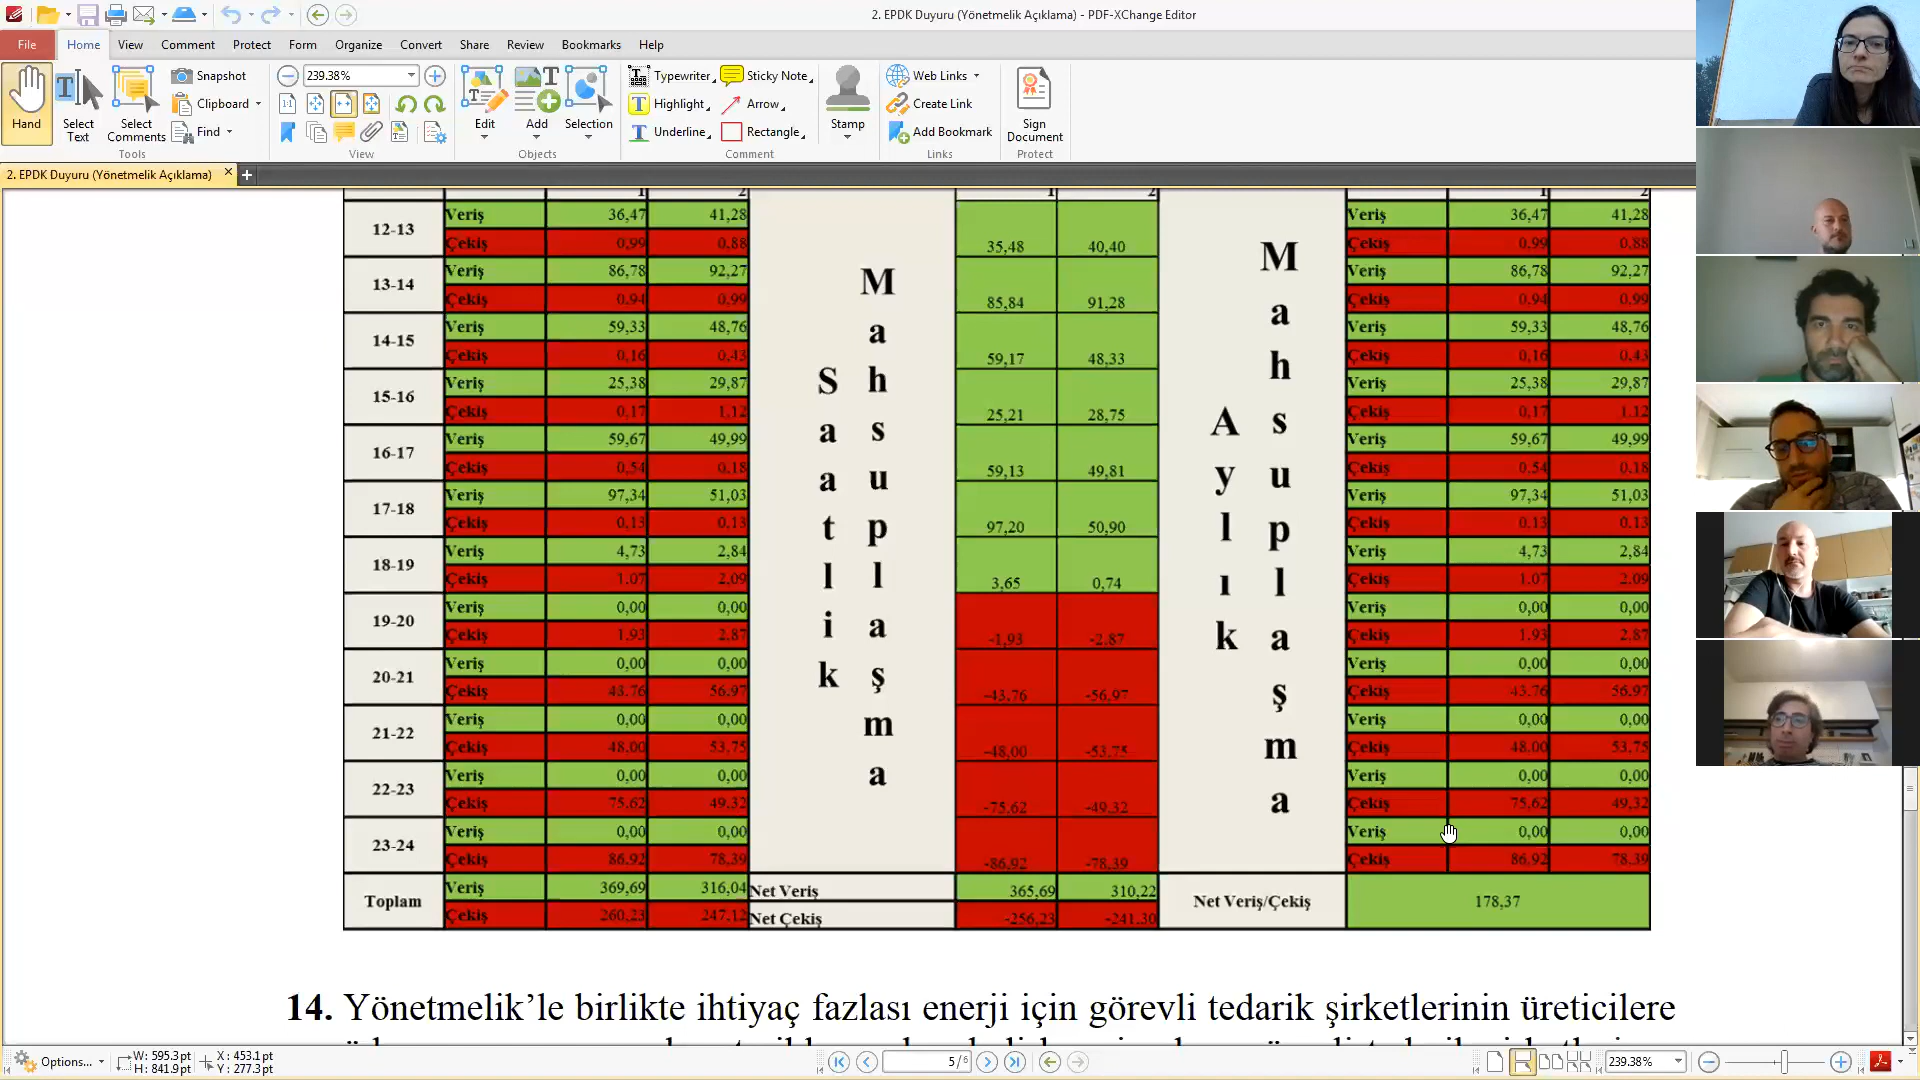 2. EPDK Duyuru (Yönetmelik Açıklama) - PDF-XChange Editor
File Home View Comment Protect Form Organize Convert Share Review Bookmarks Help
Hand
Select Text
Select Comments
Snapshot
Clipboard
Find
Tools
239.38%
View
Edit
Add
Selection
Objects
Typewriter
Sticky Note
Highlight
Arrow
Underline
Rectangle
Comment
Stamp
Web Links
Create Link
Add Bookmark
Links
Sign Document
Protect
2. EPDK Duyuru (Yönetmelik Açıklama)
1 2 1 2 1 2
12-13 Veriş 36,47 41,28 35,48 40,40 Veriş 36,47 41,28
Çekiş 0,99 0,88 Çekiş 0,99 0,88
13-14 Veriş 86,78 92,27 85,84 91,28 Veriş 86,78 92,27
Çekiş 0,94 0,99 Çekiş 0,94 0,99
14-15 Veriş 59,33 48,76 59,17 48,33 Veriş 59,33 48,76
Çekiş 0,16 0,43 Çekiş 0,16 0,43
15-16 Veriş 25,38 29,87 25,21 28,75 Veriş 25,38 29,87
Çekiş 0,17 1,12 Çekiş 0,17 1,12
16-17 Veriş 59,67 49,99 59,13 49,81 Veriş 59,67 49,99
Çekiş 0,54 0,18 Çekiş 0,54 0,18
17-18 Veriş 97,34 51,03 97,20 50,90 Veriş 97,34 51,03
Çekiş 0,13 0,13 Çekiş 0,13 0,13
18-19 Veriş 4,73 2,84 3,65 0,74 Veriş 4,73 2,84
Çekiş 1,07 2,09 Çekiş 1,07 2,09
19-20 Veriş 0,00 0,00 -1,93 -2,87 Veriş 0,00 0,00
Çekiş 1,93 2,87 Çekiş 1,93 2,87
20-21 Veriş 0,00 0,00 -43,76 -56,97 Veriş 0,00 0,00
Çekiş 43,76 56,97 Çekiş 43,76 56,97
21-22 Veriş 0,00 0,00 -48,00 -53,75 Veriş 0,00 0,00
Çekiş 48,00 53,75 Çekiş 48,00 53,75
22-23 Veriş 0,00 0,00 -75,62 -49,32 Veriş 0,00 0,00
Çekiş 75,62 49,32 Çekiş 75,62 49,32
23-24 Veriş 0,00 0,00 -86,92 -78,39 Veriş 0,00 0,00
Çekiş 86,92 78,39 Çekiş 86,92 78,39
Saatlik Mahsuplaşma
Aylık Mahsuplaşma
Toplam Veriş 369,69 316,04 Net Veriş 365,69 310,22 Net Veriş/Çekiş 178,37
Çekiş 260,23 247,12 Net Çekiş -256,23 -241,30
14. Yönetmelik’le birlikte ihtiyaç fazlası enerji için görevli tedarik şirketlerinin üreticilere
Options... W: 595.3 pt H: 841.9 pt X: 453.1 pt Y: 277.3 pt 5 / 6 239.38%